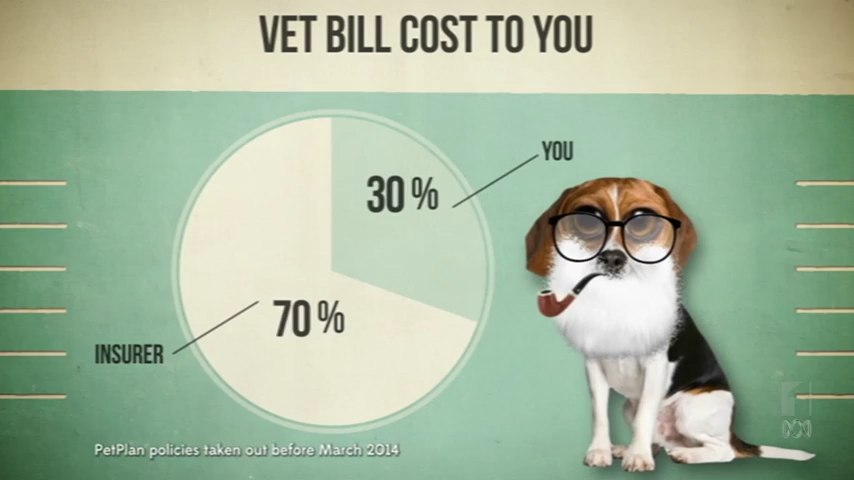 VET BILL COST TO YOU
YOU
30%
70%
INSURER
PetPlan policies taken out before March 2014